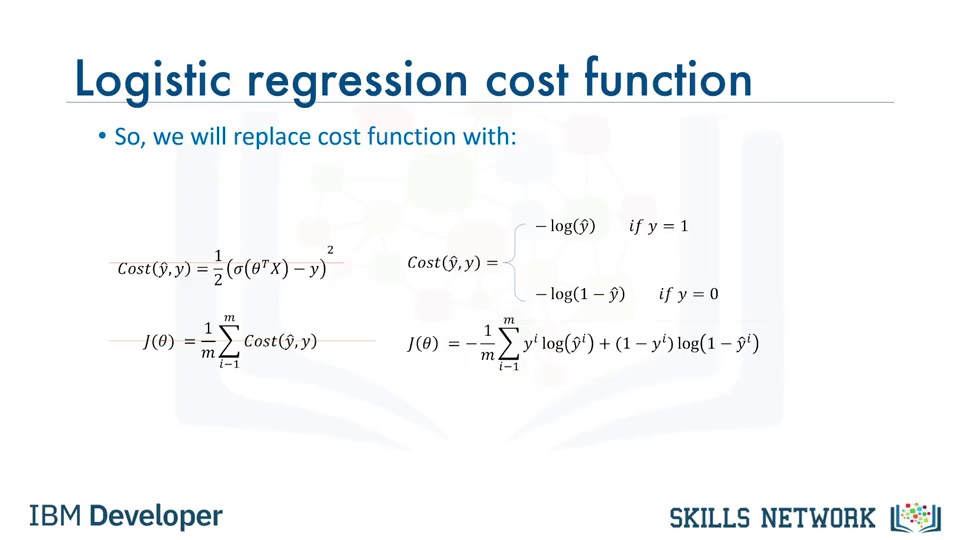 Logistic regression cost function
• So, we will replace cost function with:
− log(ŷ) if y = 1
Cost(ŷ, y) = 1/2 (σ(θᵀX) − y)²
Cost(ŷ, y) = {
− log(1 − ŷ) if y = 0
J(θ) = 1/m ∑_{i−1}^{m} Cost(ŷ, y)
J(θ) = − 1/m ∑_{i−1}^{m} yⁱ log(ŷⁱ) + (1 − yⁱ) log(1 − ŷⁱ)
IBM Developer
SKILLS NETWORK